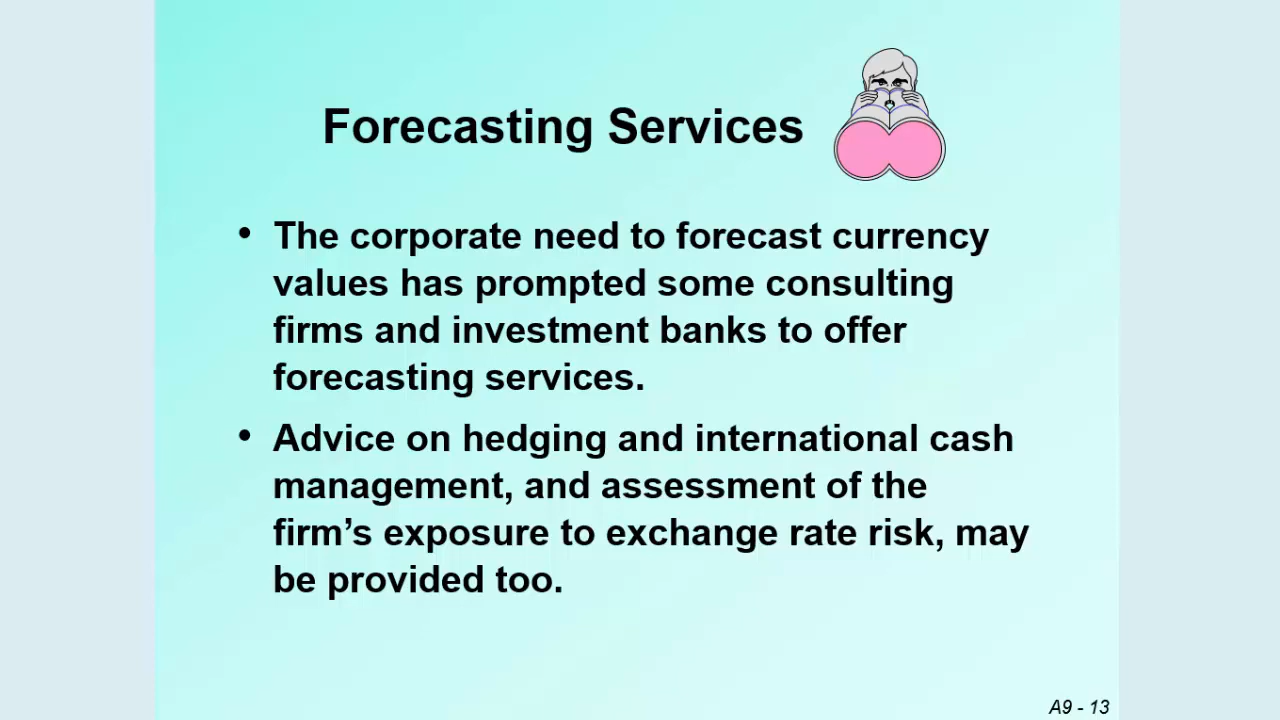 Forecasting Services
• The corporate need to forecast currency
values has prompted some consulting
firms and investment banks to offer
forecasting services.
• Advice on hedging and international cash
management, and assessment of the
firm’s exposure to exchange rate risk, may
be provided too.
A9 - 13